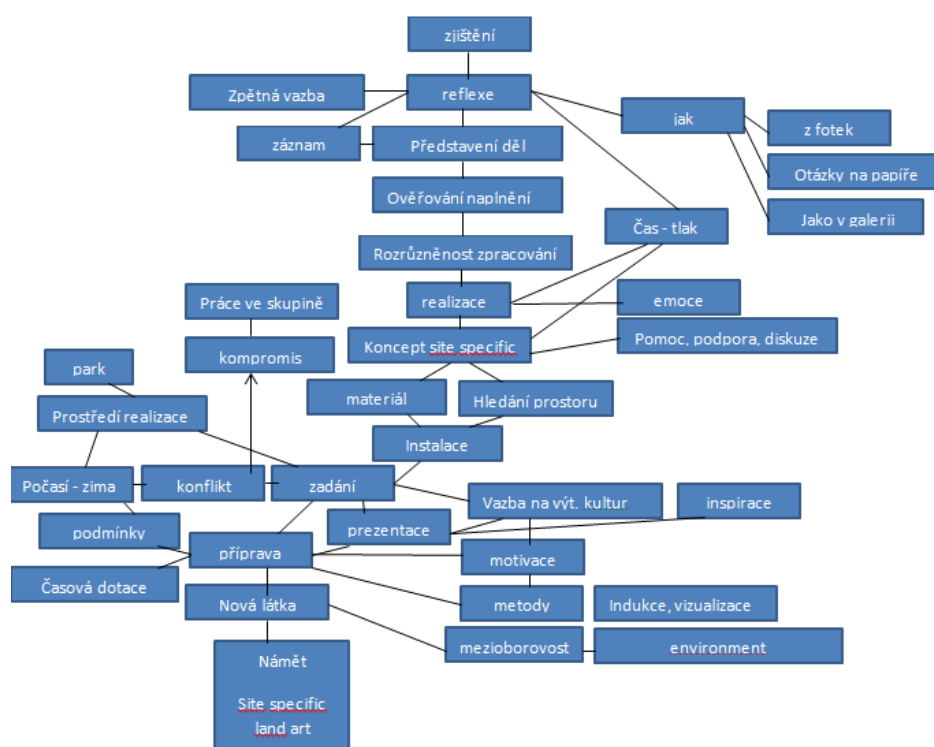 zjištění
Zpětná vazba
reflexe
jak
z fotek
záznam
Představení děl
Otázky na papíře
Ověřování naplnění
Jako v galerii
Čas - tlak
Rozrůzněnost zpracování
Práce ve skupině
realizace
emoce
kompromis
Koncept site specific
Pomoc, podpora, diskuze
park
materiál
Hledání prostoru
Prostředí realizace
Instalace
Počasí - zima
konflikt
zadání
Vazba na výt. kultur
inspirace
podmínky
prezentace
příprava
motivace
Časová dotace
Nová látka
metody
Indukce, vizualizace
mezioborovost
environment
Námět
Site specific
land art